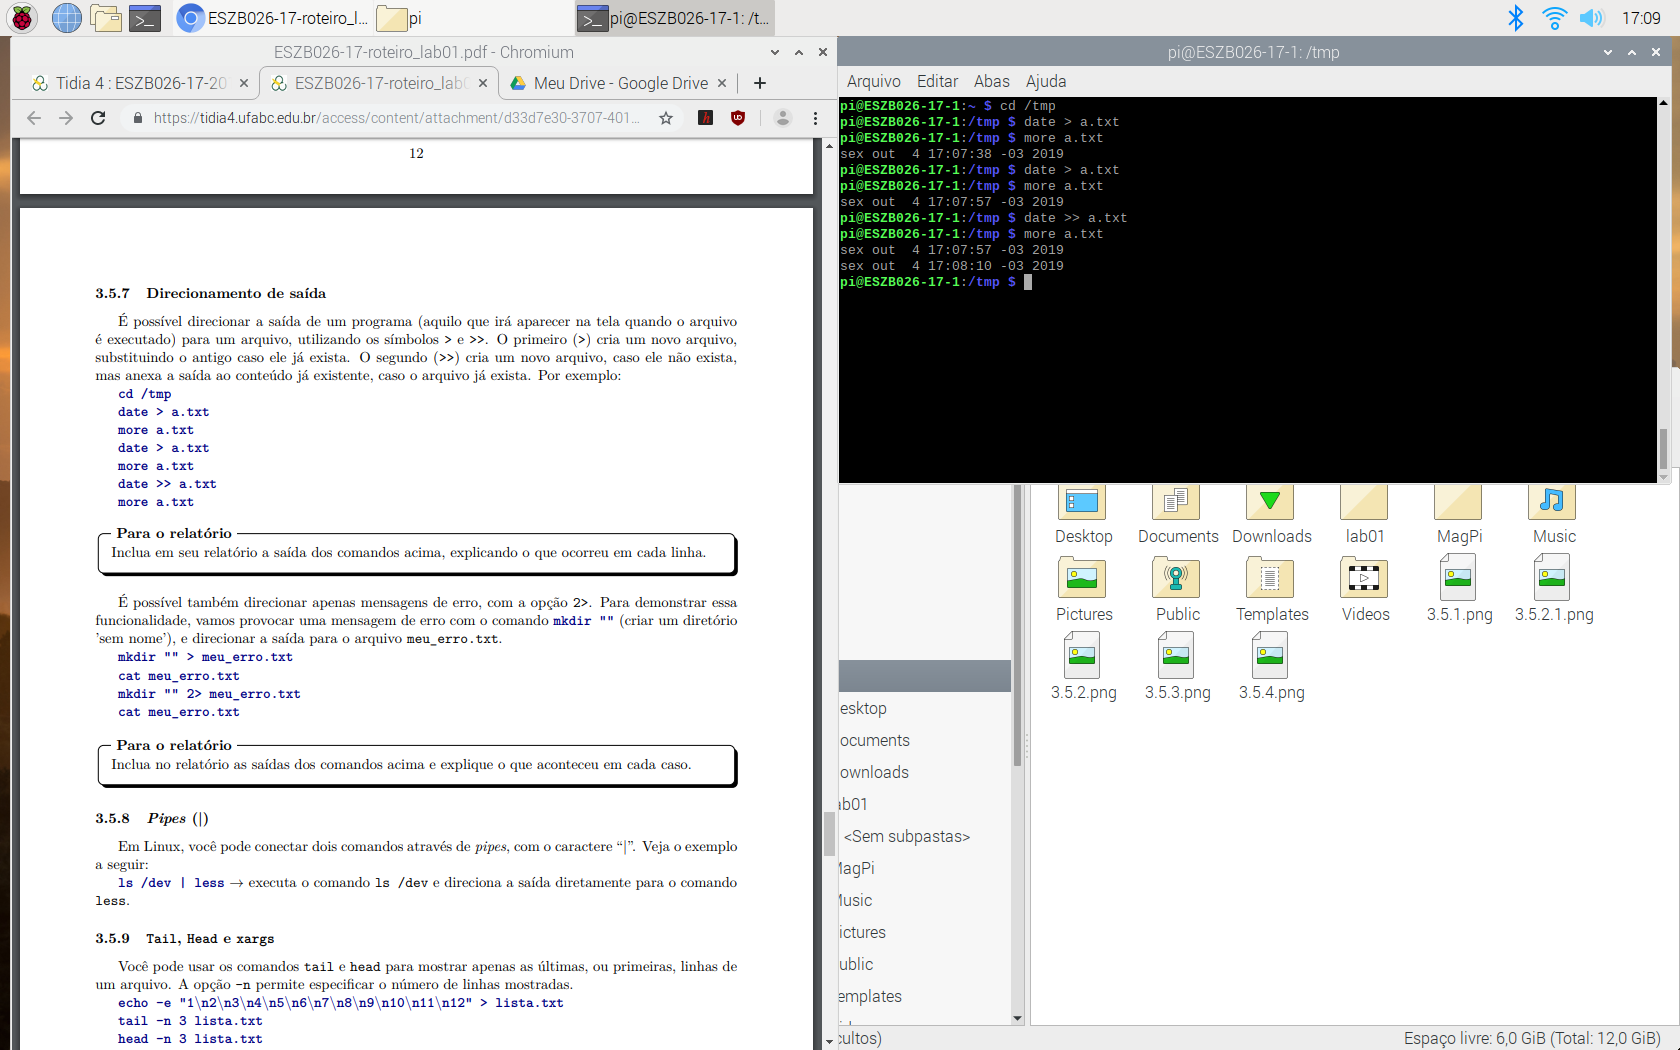 ESZB026-17-roteiro_l...
pi
pi@ESZB026-17-1: /t...
17:09
ESZB026-17-roteiro_lab01.pdf - Chromium
Tidia 4 : ESZB026-17-20
ESZB026-17-roteiro_lab0
Meu Drive - Google Drive
https://tidia4.ufabc.edu.br/access/content/attachment/d33d7e30-3707-401...
12
3.5.7 Direcionamento de saída
É possível direcionar a saída de um programa (aquilo que irá aparecer na tela quando o arquivo
é executado) para um arquivo, utilizando os símbolos > e >>. O primeiro (>) cria um novo arquivo,
substituindo o antigo caso ele já exista. O segundo (>>) cria um novo arquivo, caso ele não exista,
mas anexa a saída ao conteúdo já existente, caso o arquivo já exista. Por exemplo:
cd /tmp
date > a.txt
more a.txt
date > a.txt
more a.txt
date >> a.txt
more a.txt
Para o relatório
Inclua em seu relatório a saída dos comandos acima, explicando o que ocorreu em cada linha.
É possível também direcionar apenas mensagens de erro, com a opção 2>. Para demonstrar essa
funcionalidade, vamos provocar uma mensagem de erro com o comando mkdir "" (criar um diretório
'sem nome'), e direcionar a saída para o arquivo meu_erro.txt.
mkdir "" > meu_erro.txt
cat meu_erro.txt
mkdir "" 2> meu_erro.txt
cat meu_erro.txt
Para o relatório
Inclua no relatório as saídas dos comandos acima e explique o que aconteceu em cada caso.
3.5.8 Pipes (|)
Em Linux, você pode conectar dois comandos através de pipes, com o caractere “|”. Veja o exemplo
a seguir:
ls /dev | less → executa o comando ls /dev e direciona a saída diretamente para o comando
less.
3.5.9 Tail, Head e xargs
Você pode usar os comandos tail e head para mostrar apenas as últimas, ou primeiras, linhas de
um arquivo. A opção -n permite especificar o número de linhas mostradas.
echo -e "1\n2\n3\n4\n5\n6\n7\n8\n9\n10\n11\n12" > lista.txt
tail -n 3 lista.txt
head -n 3 lista.txt
pi@ESZB026-17-1: /tmp
Arquivo Editar Abas Ajuda
pi@ESZB026-17-1:~ $ cd /tmp
pi@ESZB026-17-1:/tmp $ date > a.txt
pi@ESZB026-17-1:/tmp $ more a.txt
sex out  4 17:07:38 -03 2019
pi@ESZB026-17-1:/tmp $ date > a.txt
pi@ESZB026-17-1:/tmp $ more a.txt
sex out  4 17:07:57 -03 2019
pi@ESZB026-17-1:/tmp $ date >> a.txt
pi@ESZB026-17-1:/tmp $ more a.txt
sex out  4 17:07:57 -03 2019
sex out  4 17:08:10 -03 2019
pi@ESZB026-17-1:/tmp $
Desktop Documents Downloads lab01 MagPi Music
Pictures Public Templates Videos 3.5.1.png 3.5.2.1.png
3.5.2.png 3.5.3.png 3.5.4.png
esktop
ocuments
ownloads
ab01
<Sem subpastas>
MagPi
Music
ictures
ublic
emplates
cultos)
Espaço livre: 6,0 GiB (Total: 12,0 GiB)